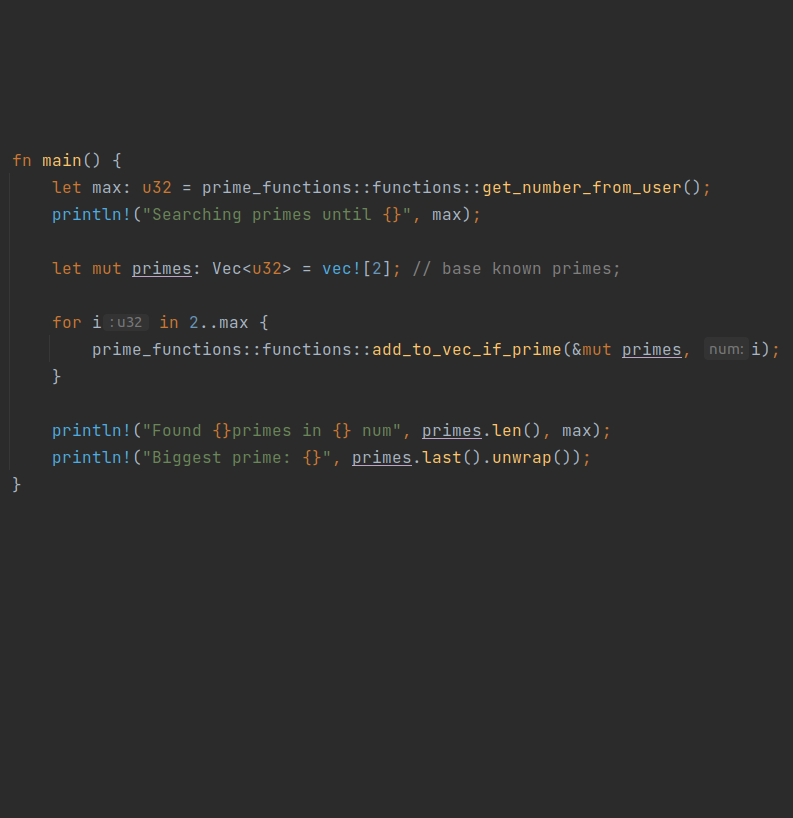 fn main() {
    let max: u32 = prime_functions::functions::get_number_from_user();
    println!("Searching primes until {}", max);
    let mut primes: Vec<u32> = vec![2]; // base known primes;
    for i : u32 in 2..max {
        prime_functions::functions::add_to_vec_if_prime(&mut primes, num: i);
    }
    println!("Found {}primes in {} num", primes.len(), max);
    println!("Biggest prime: {}", primes.last().unwrap());
}